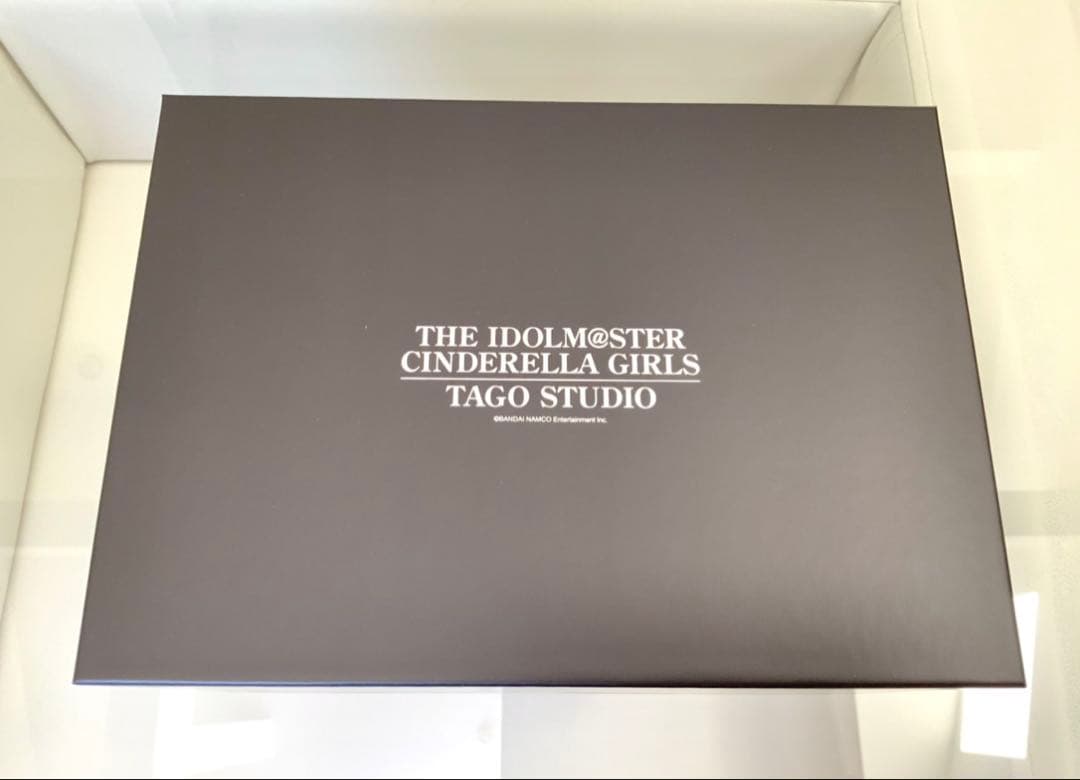 THE IDOLM@STER
CINDERELLA GIRLS
TAGO STUDIO
©BANDAI NAMCO Entertainment Inc.